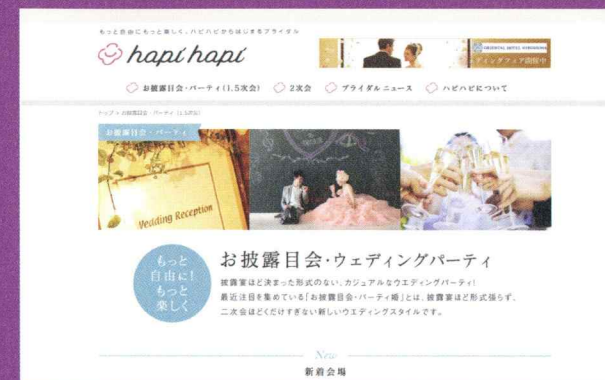 もっと自由にもっと楽しく、ハピハピからはじまるブライダル
hapi hapi
ORIENTAL HOTEL
ディングフェア開催中
お披露目会・パーティ(1.5次会)
2次会
ブライダルニュース
ハピハピについて
トップ > お披露目会・パーティ (1.5次会)
お披露目会・パーティ
Wedding Reception
もっと
自由に!
もっと
楽しく
お披露目会・ウェディングパーティ
披露宴ほど決まった形式のない、カジュアルなウエディングパーティ!
最近注目を集めている「お披露目会・パーティ婚」とは、披露宴ほど形式張らず、
二次会ほどくだけすぎない新しいウエディングスタイルです。
New
新着会場